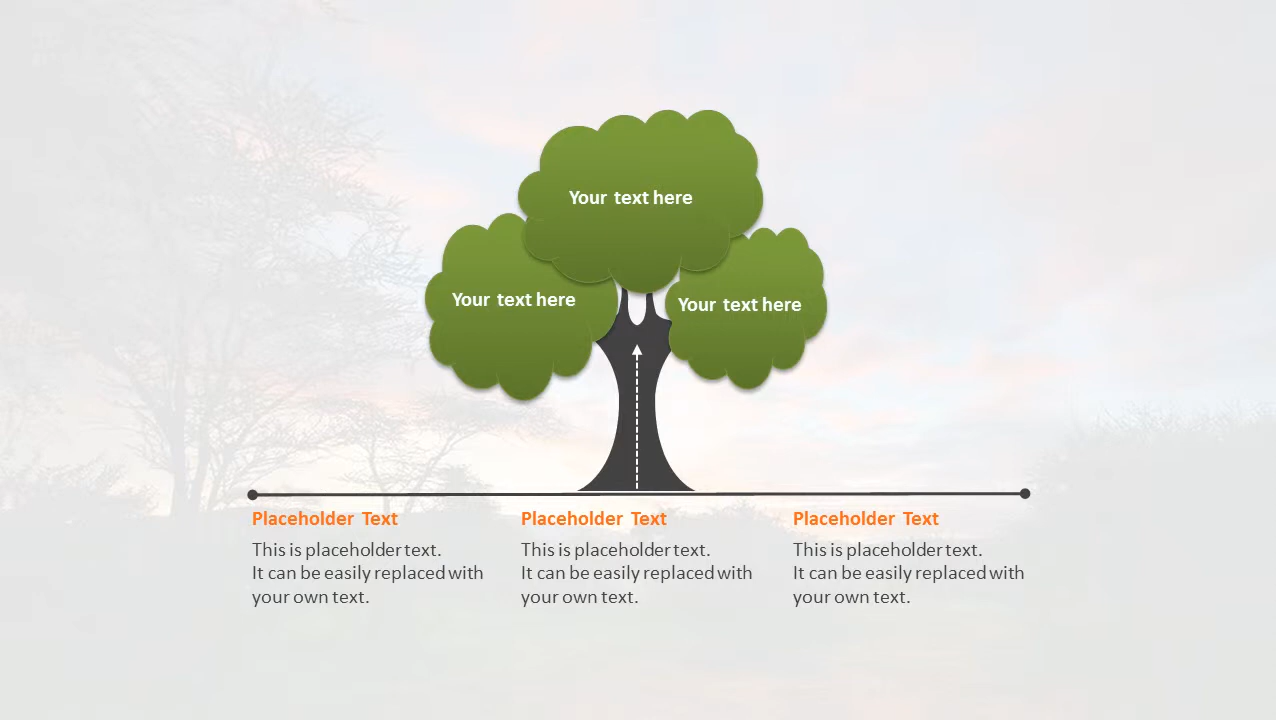 Your text here
Your text here
Your text here
Placeholder Text
This is placeholder text.
It can be easily replaced with
your own text.
Placeholder Text
This is placeholder text.
It can be easily replaced with
your own text.
Placeholder Text
This is placeholder text.
It can be easily replaced with
your own text.